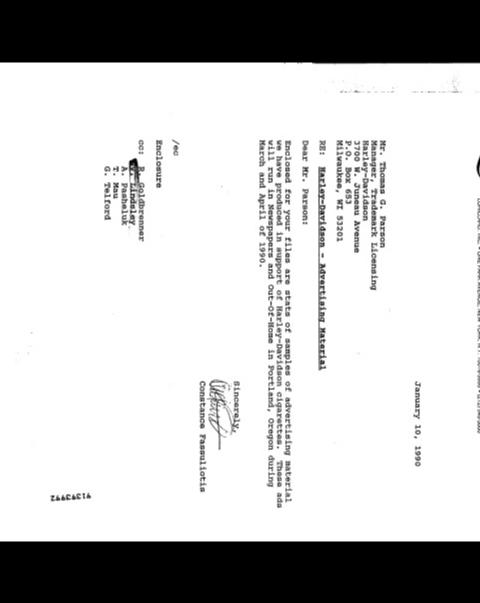 January 10, 1990
Mr. Thomas G. Parson
Manager, Trademark Licensing
Harley-Davidson
3700 W. Juneau Avenue
P.O. Box 653
Milwaukee, WI 53201
RE: Harley-Davidson - Advertising Material
Dear Mr. Parson:
Enclosed for your files are stats of samples of advertising material
we have produced in support of Harley-Davidson cigarettes. These ads
will run in Newspapers and Out-Of-Home in Portland, Oregon during
March and April of 1990.
Sincerely,
Constance Fassuliotis
/ec
Enclosure
cc: R. Goldbrenner
V. Lindsley
A. Pasheluk
T. Mau
G. Telford